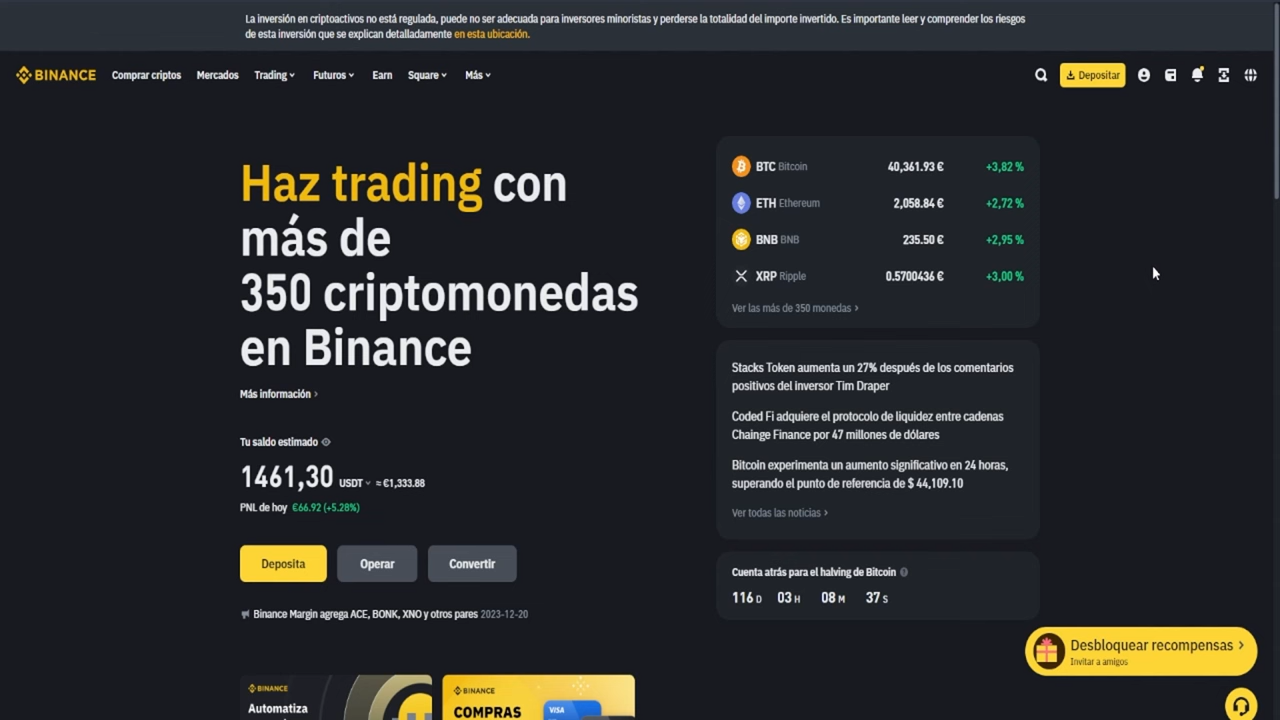 La inversión en criptoactivos no está regulada, puede no ser adecuada para inversores minoristas y perderse la totalidad del importe invertido. Es importante leer y comprender los riesgos
de esta inversión que se explican detalladamente en esta ubicación.
BINANCE Comprar criptos Mercados Trading Futuros Earn Square Más Depositar
Haz trading con
más de
350 criptomonedas
en Binance
Más información >
Tu saldo estimado
1461,30 USDT ≈ €1,333.88
PNL de hoy €66.92 (+5.28%)
Deposita Operar Convertir
Binance Margin agrega ACE, BONK, XNO y otros pares 2023-12-20
BTC Bitcoin 40,361.93 € +3,82 %
ETH Ethereum 2,058.84 € +2,72 %
BNB BNB 235.50 € +2,95 %
XRP Ripple 0.5700436 € +3,00 %
Ver las más de 350 monedas >
Stacks Token aumenta un 27% después de los comentarios
positivos del inversor Tim Draper
Coded Fi adquiere el protocolo de liquidez entre cadenas
Chainge Finance por 47 millones de dólares
Bitcoin experimenta un aumento significativo en 24 horas,
superando el punto de referencia de $ 44,109.10
Ver todas las noticias >
Cuenta atrás para el halving de Bitcoin
116 D 03 H 08 M 37 S
Desbloquear recompensas >
Invitar a amigos
BINANCE
Automatiza
BINANCE
COMPRAS
VISA